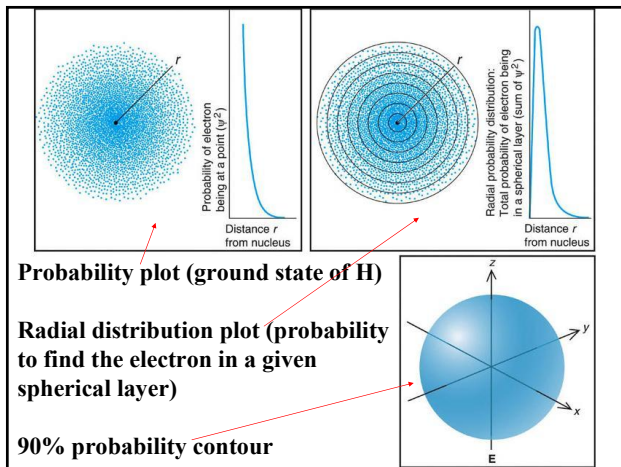 r
Probability of electron
being at a point (ψ²)
Distance r
from nucleus
r
Radial probability distribution:
Total probability of electron being
in a spherical layer (sum of ψ²)
Distance r
from nucleus
Probability plot (ground state of H)
Radial distribution plot (probability
to find the electron in a given
spherical layer)
90% probability contour
z
y
x
E